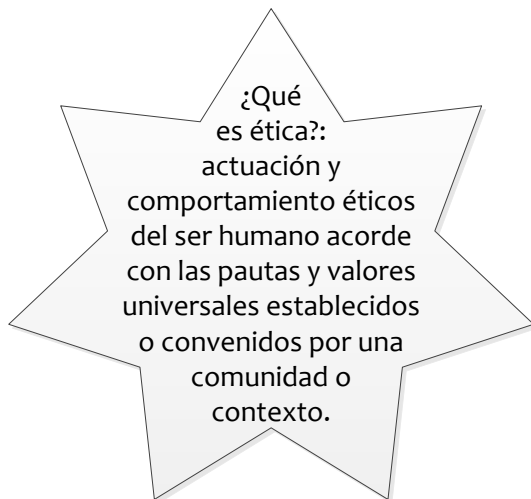 ¿Qué
es ética?:
actuación y
comportamiento éticos
del ser humano acorde
con las pautas y valores
universales establecidos
o convenidos por una
comunidad o
contexto.